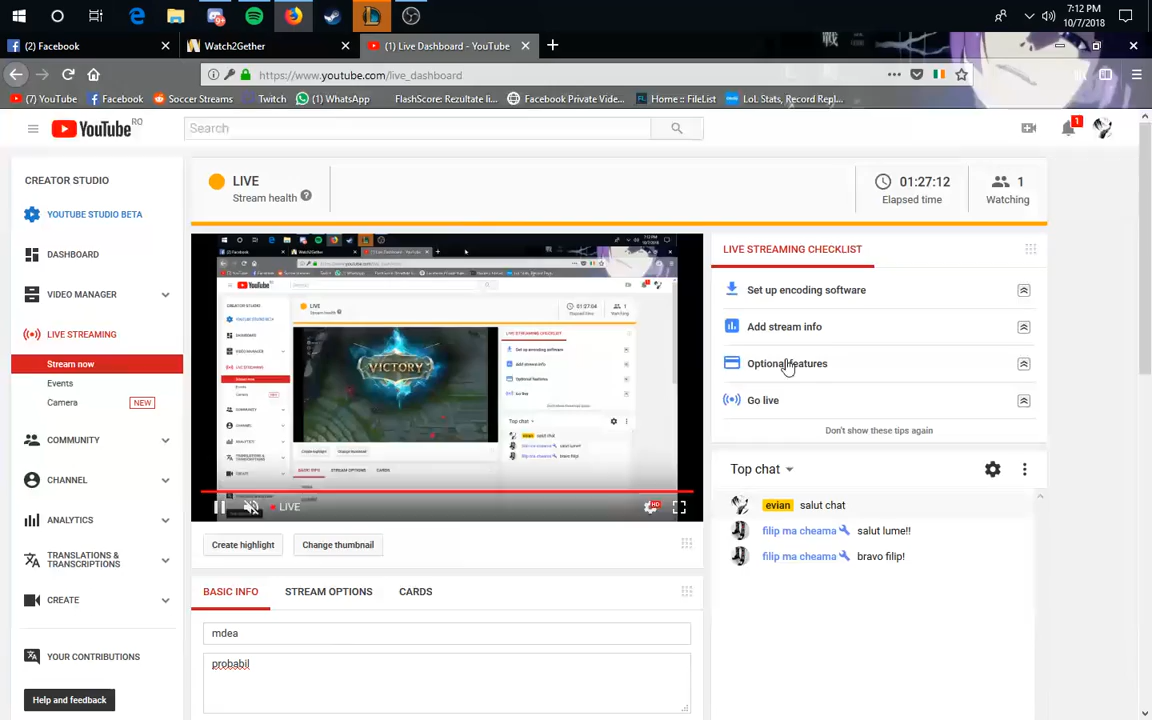 7:12 PM
10/7/2018
(2) Facebook
Watch2Gether
(1) Live Dashboard - YouTube
https://www.youtube.com/live_dashboard
(7) YouTube
Facebook
Soccer Streams
Twitch
(1) WhatsApp
FlashScore: Rezultate li...
Facebook Private Vide...
Home :: FileList
LoL Stats, Record Repl...
YouTube RO
Search
1
CREATOR STUDIO
YOUTUBE STUDIO BETA
DASHBOARD
VIDEO MANAGER
LIVE STREAMING
Stream now
Events
Camera
NEW
COMMUNITY
CHANNEL
ANALYTICS
TRANSLATIONS &
TRANSCRIPTIONS
CREATE
YOUR CONTRIBUTIONS
Help and feedback
LIVE
Stream health
01:27:12
Elapsed time
1
Watching
VICTORY
LIVE
HD
Create highlight
Change thumbnail
BASIC INFO
STREAM OPTIONS
CARDS
mdea
probabil
LIVE STREAMING CHECKLIST
Set up encoding software
Add stream info
Optional features
Go live
Don't show these tips again
Top chat
evian salut chat
filip ma cheama salut lume!!
filip ma cheama bravo filip!